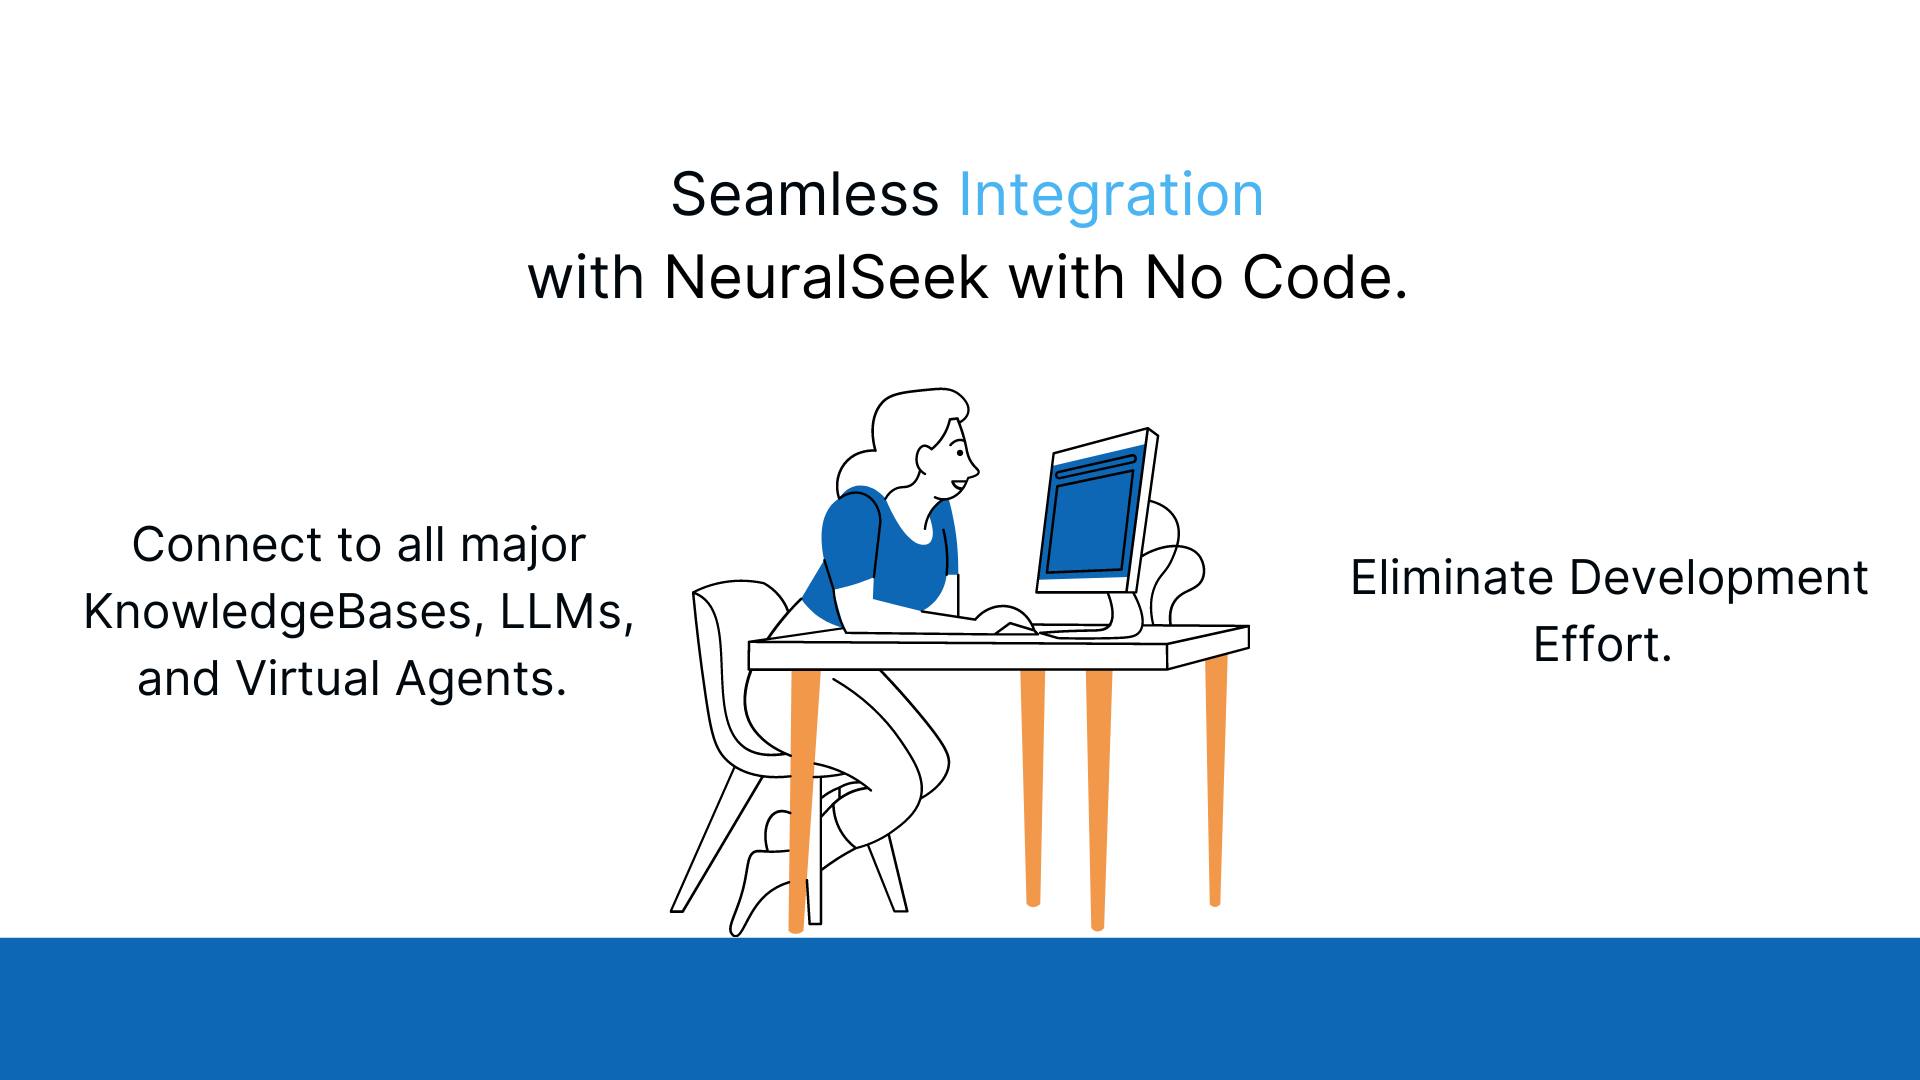 Seamless Integration
with NeuralSeek with No Code.
Connect to all major
KnowledgeBases, LLMs,
and Virtual Agents.
Eliminate Development
Effort.